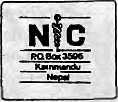 NIC
P.O. Box 3596
Kathmandu
Nepal